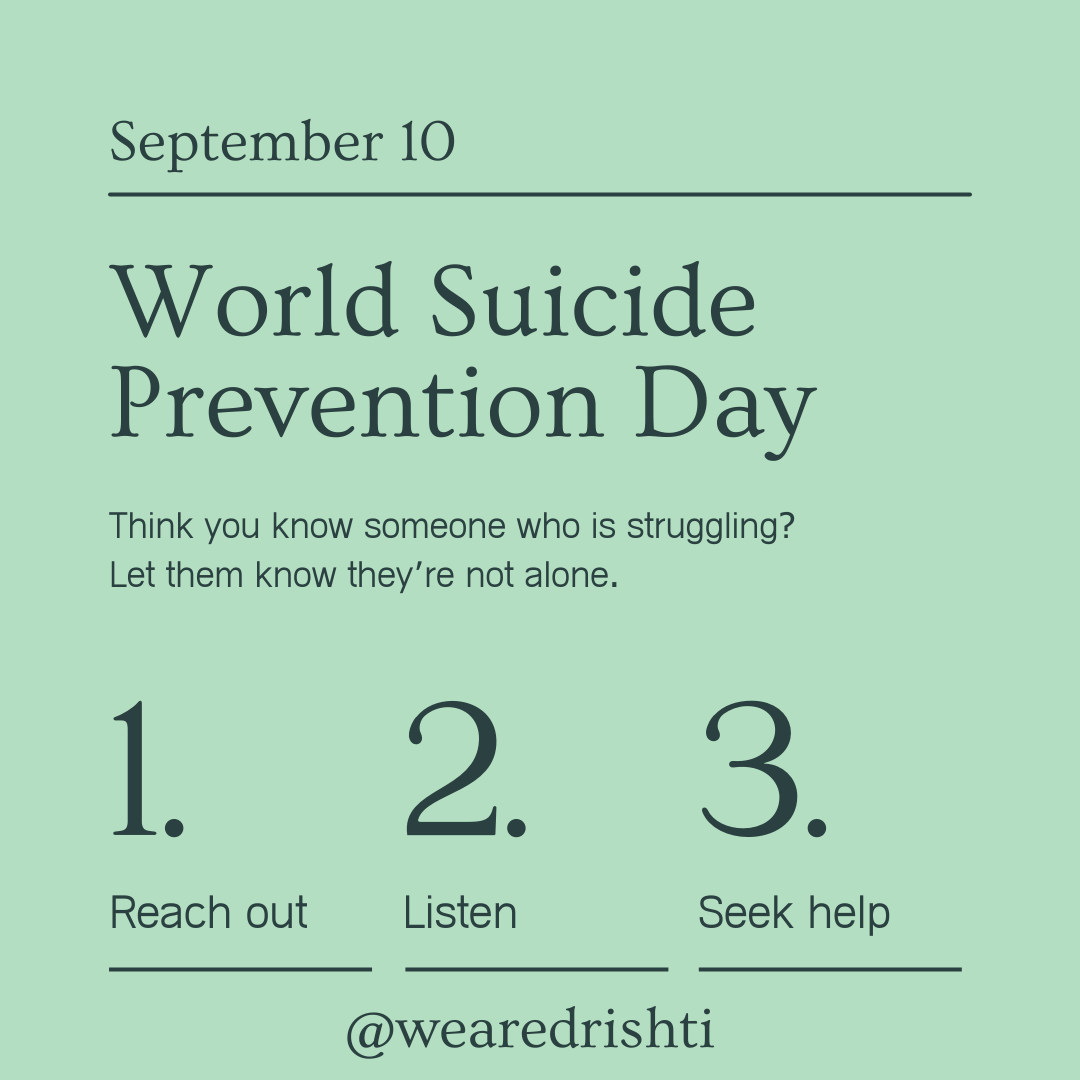 September 10
World Suicide
Prevention Day
Think you know someone who is struggling?
Let them know they’re not alone.
1.
2.
3.
Reach out
Listen
Seek help
@wearedrishti